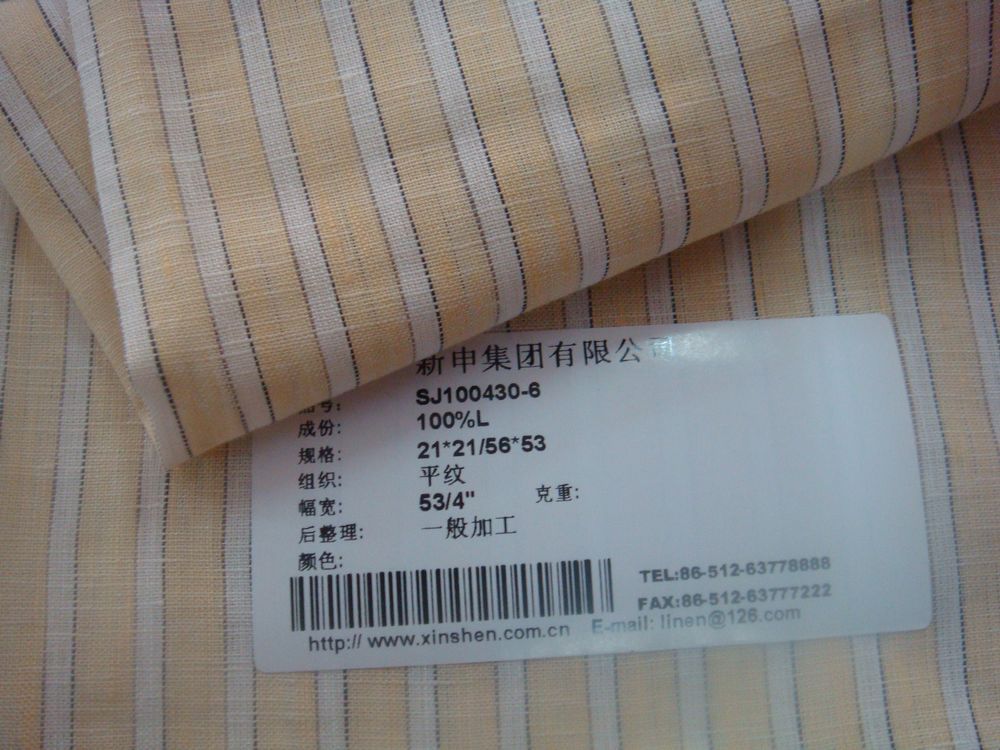 新申集团有限公司
品号: SJ100430-6
成份: 100%L
规格: 21*21/56*53
组织: 平纹
幅宽: 53/4" 克重:
后整理: 一般加工
颜色:
TEL:86-512-63778888
FAX:86-512-63777222
http:// www.xinshen.com.cn E-mail: linen@126.com